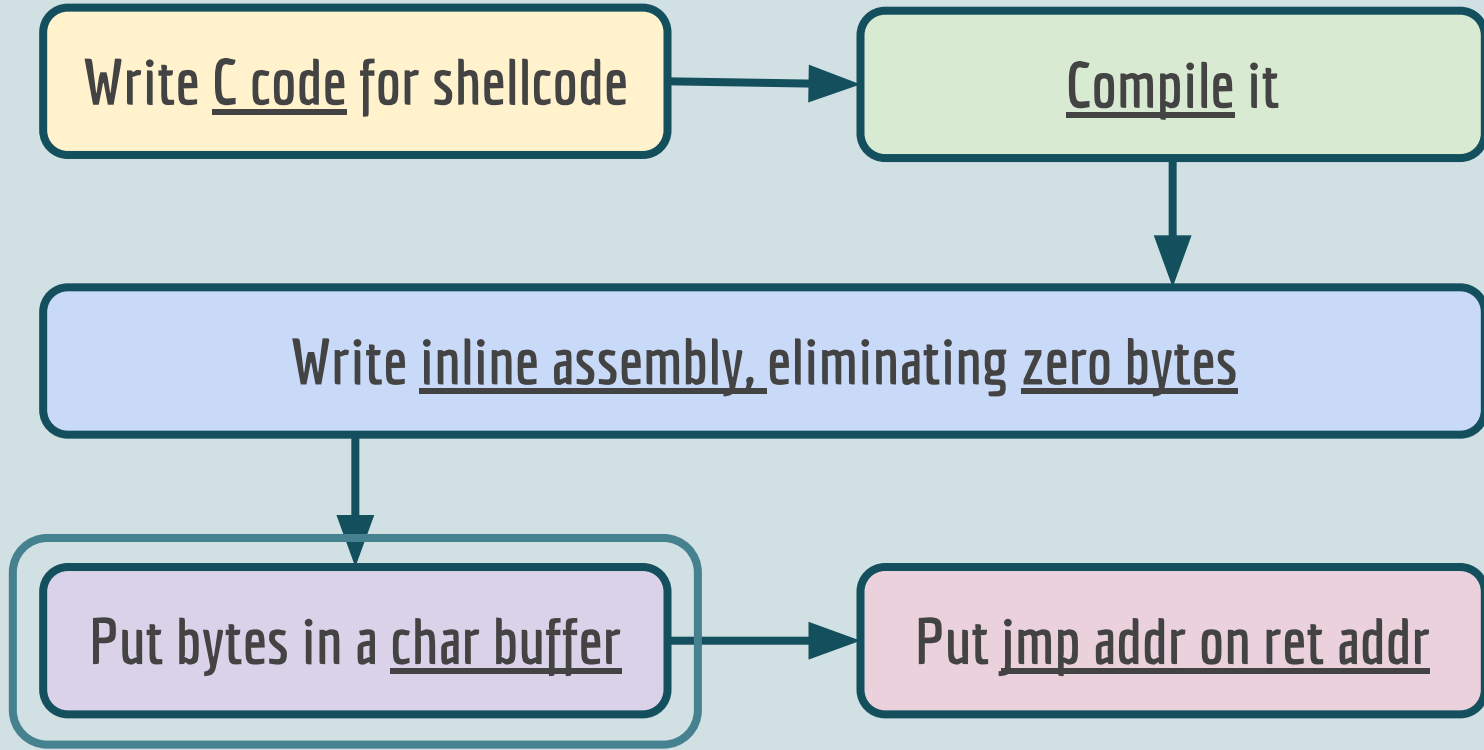 Write C code for shellcode
Compile it
Write inline assembly, eliminating zero bytes
Put bytes in a char buffer
Put jmp addr on ret addr